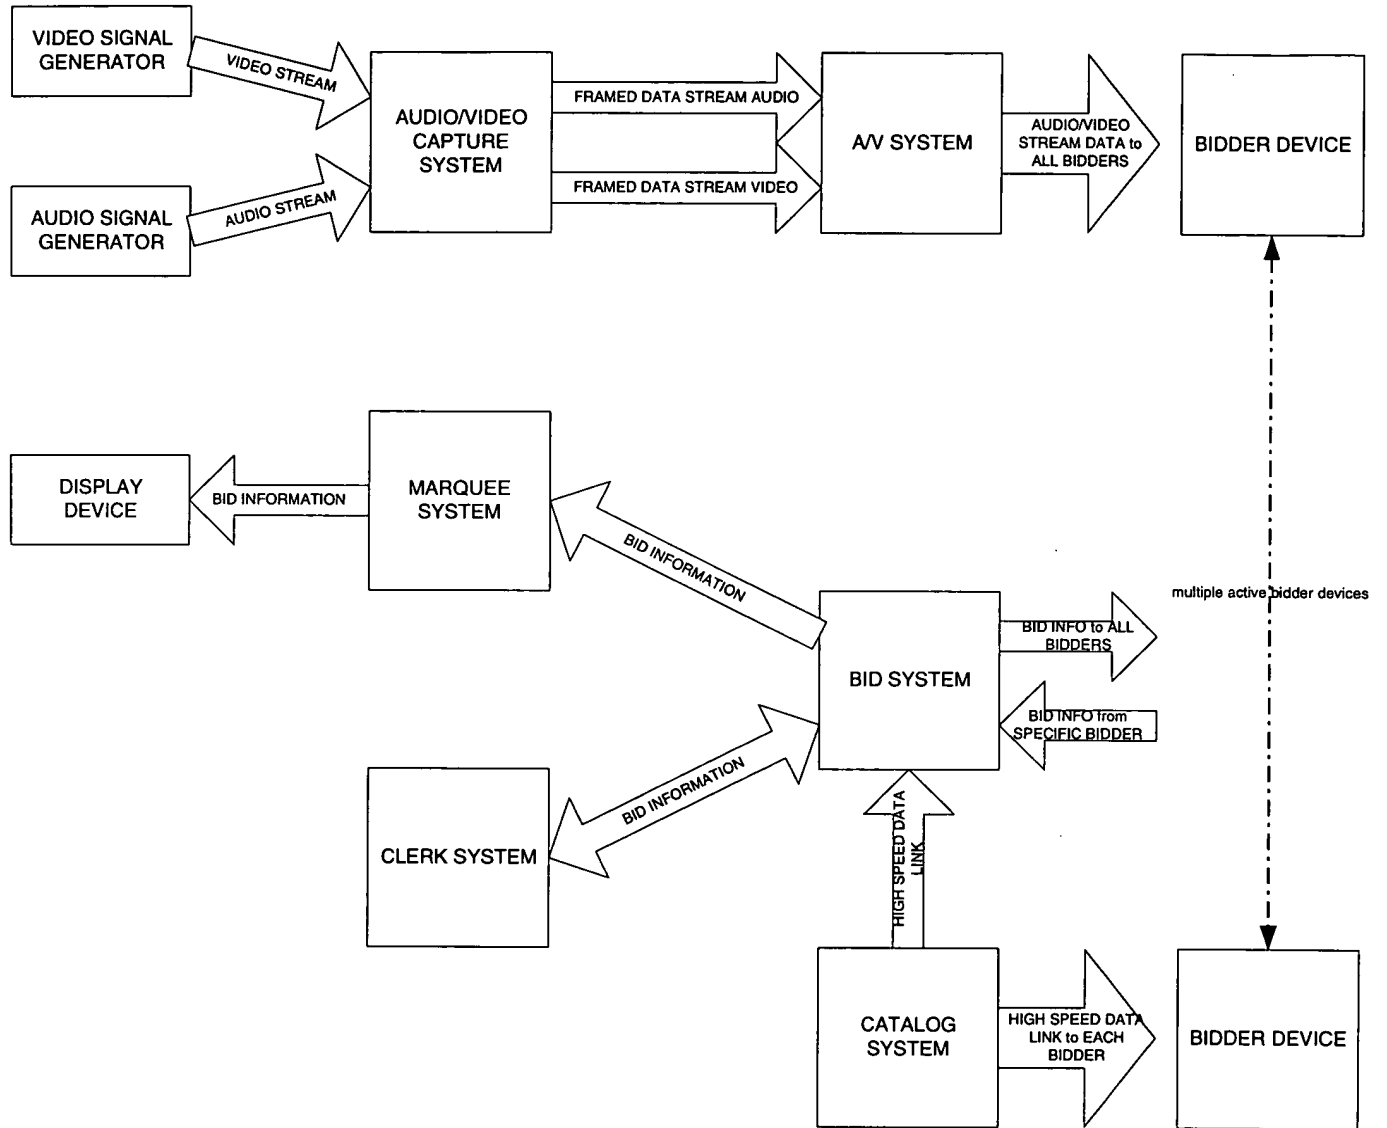 VIDEO SIGNAL
GENERATOR
VIDEO STREAM
AUDIO/VIDEO
CAPTURE
SYSTEM
FRAMED DATA STREAM AUDIO
A/V SYSTEM
AUDIO/VIDEO
STREAM DATA to
ALL BIDDERS
BIDDER DEVICE
FRAMED DATA STREAM VIDEO
AUDIO SIGNAL
GENERATOR
AUDIO STREAM
DISPLAY
DEVICE
BID INFORMATION
MARQUEE
SYSTEM
BID INFORMATION
multiple active bidder devices
BID INFO to ALL
BIDDERS
BID SYSTEM
BID INFO from
SPECIFIC BIDDER
BID INFORMATION
CLERK SYSTEM
HIGH SPEED DATA
LINK
CATALOG
SYSTEM
HIGH SPEED DATA
LINK to EACH
BIDDER
BIDDER DEVICE